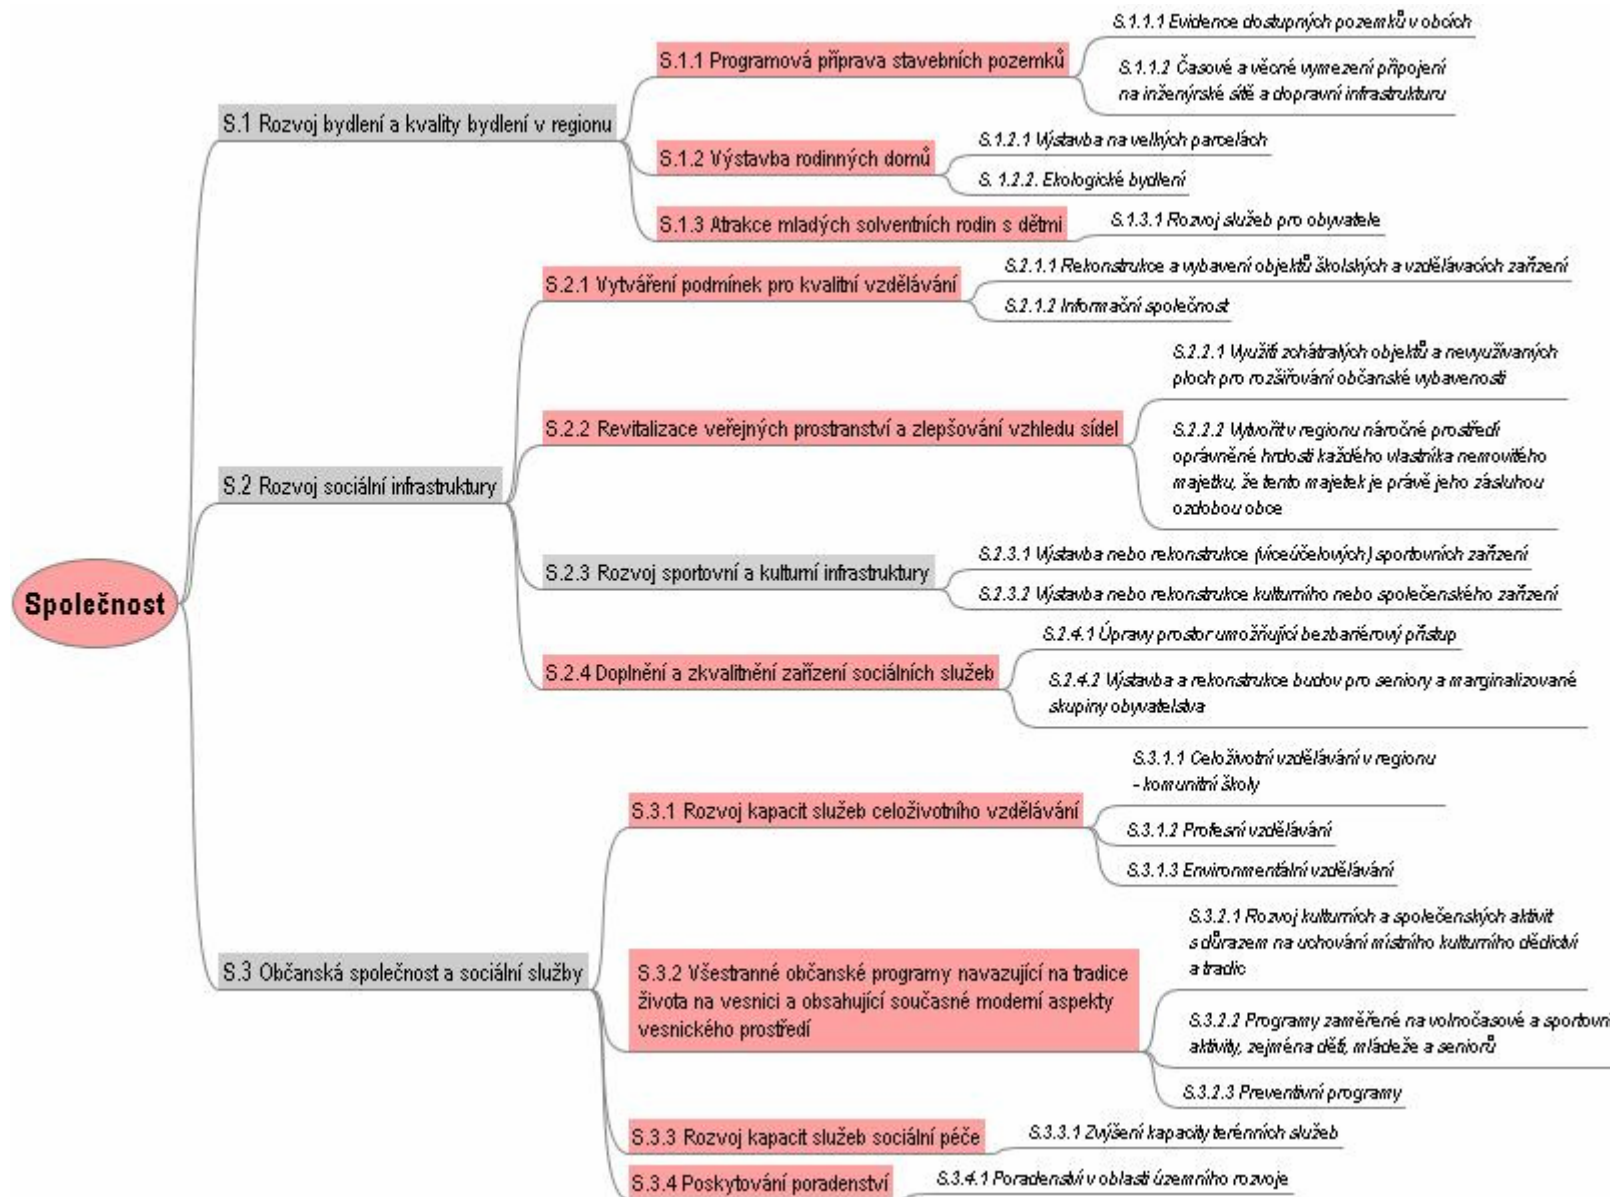 Společnost
S.1 Rozvoj bydlení a kvality bydlení v regionu
S.1.1 Programová příprava stavebních pozemků
S.1.1.1 Evidence dostupných pozemků v obcích
S.1.1.2 Časové a věcné vymezení připojení
na inženýrské sítě a dopravní infrastrukturu
S.1.2 Výstavba rodinných domů
S.1.2.1 Výstavba na velkých parcelách
S. 1.2.2. Ekologické bydlení
S.1.3 Atrakce mladých solventních rodin s dětmi
S.1.3.1 Rozvoj služeb pro obyvatele
S.2 Rozvoj sociální infrastruktury
S.2.1 Vytváření podmínek pro kvalitní vzdělávání
S.2.1.1 Rekonstrukce a vybavení objektů školských a vzdělávacích zařízení
S.2.1.2 Informační společnost
S.2.2 Revitalizace veřejných prostranství a zlepšování vzhledu sídel
S.2.2.1 Využití zchátralých objektů a nevyužívaných
ploch pro rozšiřování občanské vybavenosti
S.2.2.2 Vytvořit v regionu náročné prostředí
oprávněné hrdosti každého vlastníka nemovitého
majetku, že tento majetek je právě jeho zásluhou
ozdobou obce
S.2.3 Rozvoj sportovní a kulturní infrastruktury
S.2.3.1 Výstavba nebo rekonstrukce (víceúčelových) sportovních zařízení
S.2.3.2 Výstavba nebo rekonstrukce kulturního nebo společenského zařízení
S.2.4 Doplnění a zkvalitnění zařízení sociálních služeb
S.2.4.1 Úpravy prostor umožňující bezbariérový přístup
S.2.4.2 Výstavba a rekonstrukce budov pro seniory a marginalizované
skupiny obyvatelstva
S.3 Občanská společnost a sociální služby
S.3.1 Rozvoj kapacit služeb celoživotního vzdělávání
S.3.1.1 Celoživotní vzdělávání v regionu
- komunitní školy
S.3.1.2 Profesní vzdělávání
S.3.1.3 Environmentální vzdělávání
S.3.2 Všestranné občanské programy navazující na tradice
života na vesnici a obsahující současné moderní aspekty
vesnického prostředí
S.3.2.1 Rozvoj kulturních a společenských aktivit
s důrazem na uchování místního kulturního dědictví
a tradic
S.3.2.2 Programy zaměřené na volnočasové a sportovní
aktivity, zejména dětí, mládeže a seniorů
S.3.2.3 Preventivní programy
S.3.3 Rozvoj kapacit služeb sociální péče
S.3.3.1 Zvýšení kapacity terénních služeb
S.3.4 Poskytování poradenství
S.3.4.1 Poradenství v oblasti územního rozvoje